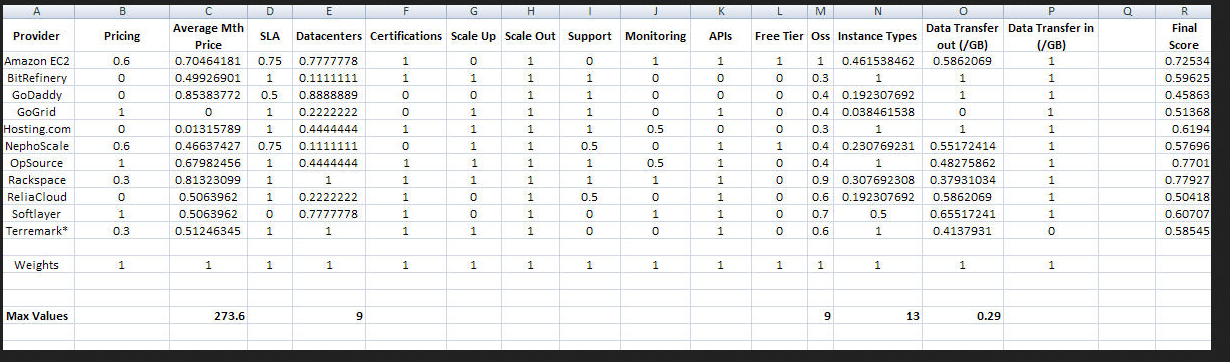 A B C D E F G H I J K L M N O P Q R
Provider Pricing Average Mth Price SLA Datacenters Certifications Scale Up Scale Out Support Monitoring APIs Free Tier Oss Instance Types Data Transfer out (/GB) Data Transfer in (/GB) Final Score
Amazon EC2 0.6 0.70464181 0.75 0.7777778 1 0 1 0 1 1 1 1 0.461538462 0.5862069 1 0.72534
BitRefinery 0 0.49926901 1 0.1111111 1 1 1 1 0 0 0 0.3 1 1 1 0.59625
GoDaddy 0 0.85383772 0.5 0.8888889 0 0 1 1 0 0 0 0.4 0.192307692 1 1 0.45863
GoGrid 1 0 1 0.2222222 0 1 1 1 0 1 0 0.4 0.038461538 0 1 0.51368
Hosting.com 0 0.01315789 1 0.4444444 1 1 1 1 0.5 0 0 0.3 1 1 1 0.6194
NephoScale 0.6 0.46637427 0.75 0.1111111 0 1 1 0.5 0 1 1 0.4 0.230769231 0.55172414 1 0.57696
OpSource 1 0.67982456 1 0.4444444 1 1 1 1 0.5 1 0 0.4 1 0.48275862 1 0.7701
Rackspace 0.3 0.81323099 1 1 1 1 1 1 1 1 0 0.9 0.307692308 0.37931034 1 0.77927
ReliaCloud 0 0.5063962 1 0.2222222 1 1 1 0.5 0 1 0 0.6 0.192307692 0.5862069 1 0.50418
Softlayer 1 0.5063962 0 0.7777778 1 0 1 0 1 1 0 0.7 0.5 0.65517241 1 0.60707
Terremark* 0.3 0.51246345 1 1 1 1 1 0 0 1 0 0.6 1 0.4137931 0 0.58545
Weights 1 1 1 1 1 1 1 1 1 1 1 1 1 1 1
Max Values 273.6 9 9 13 0.29